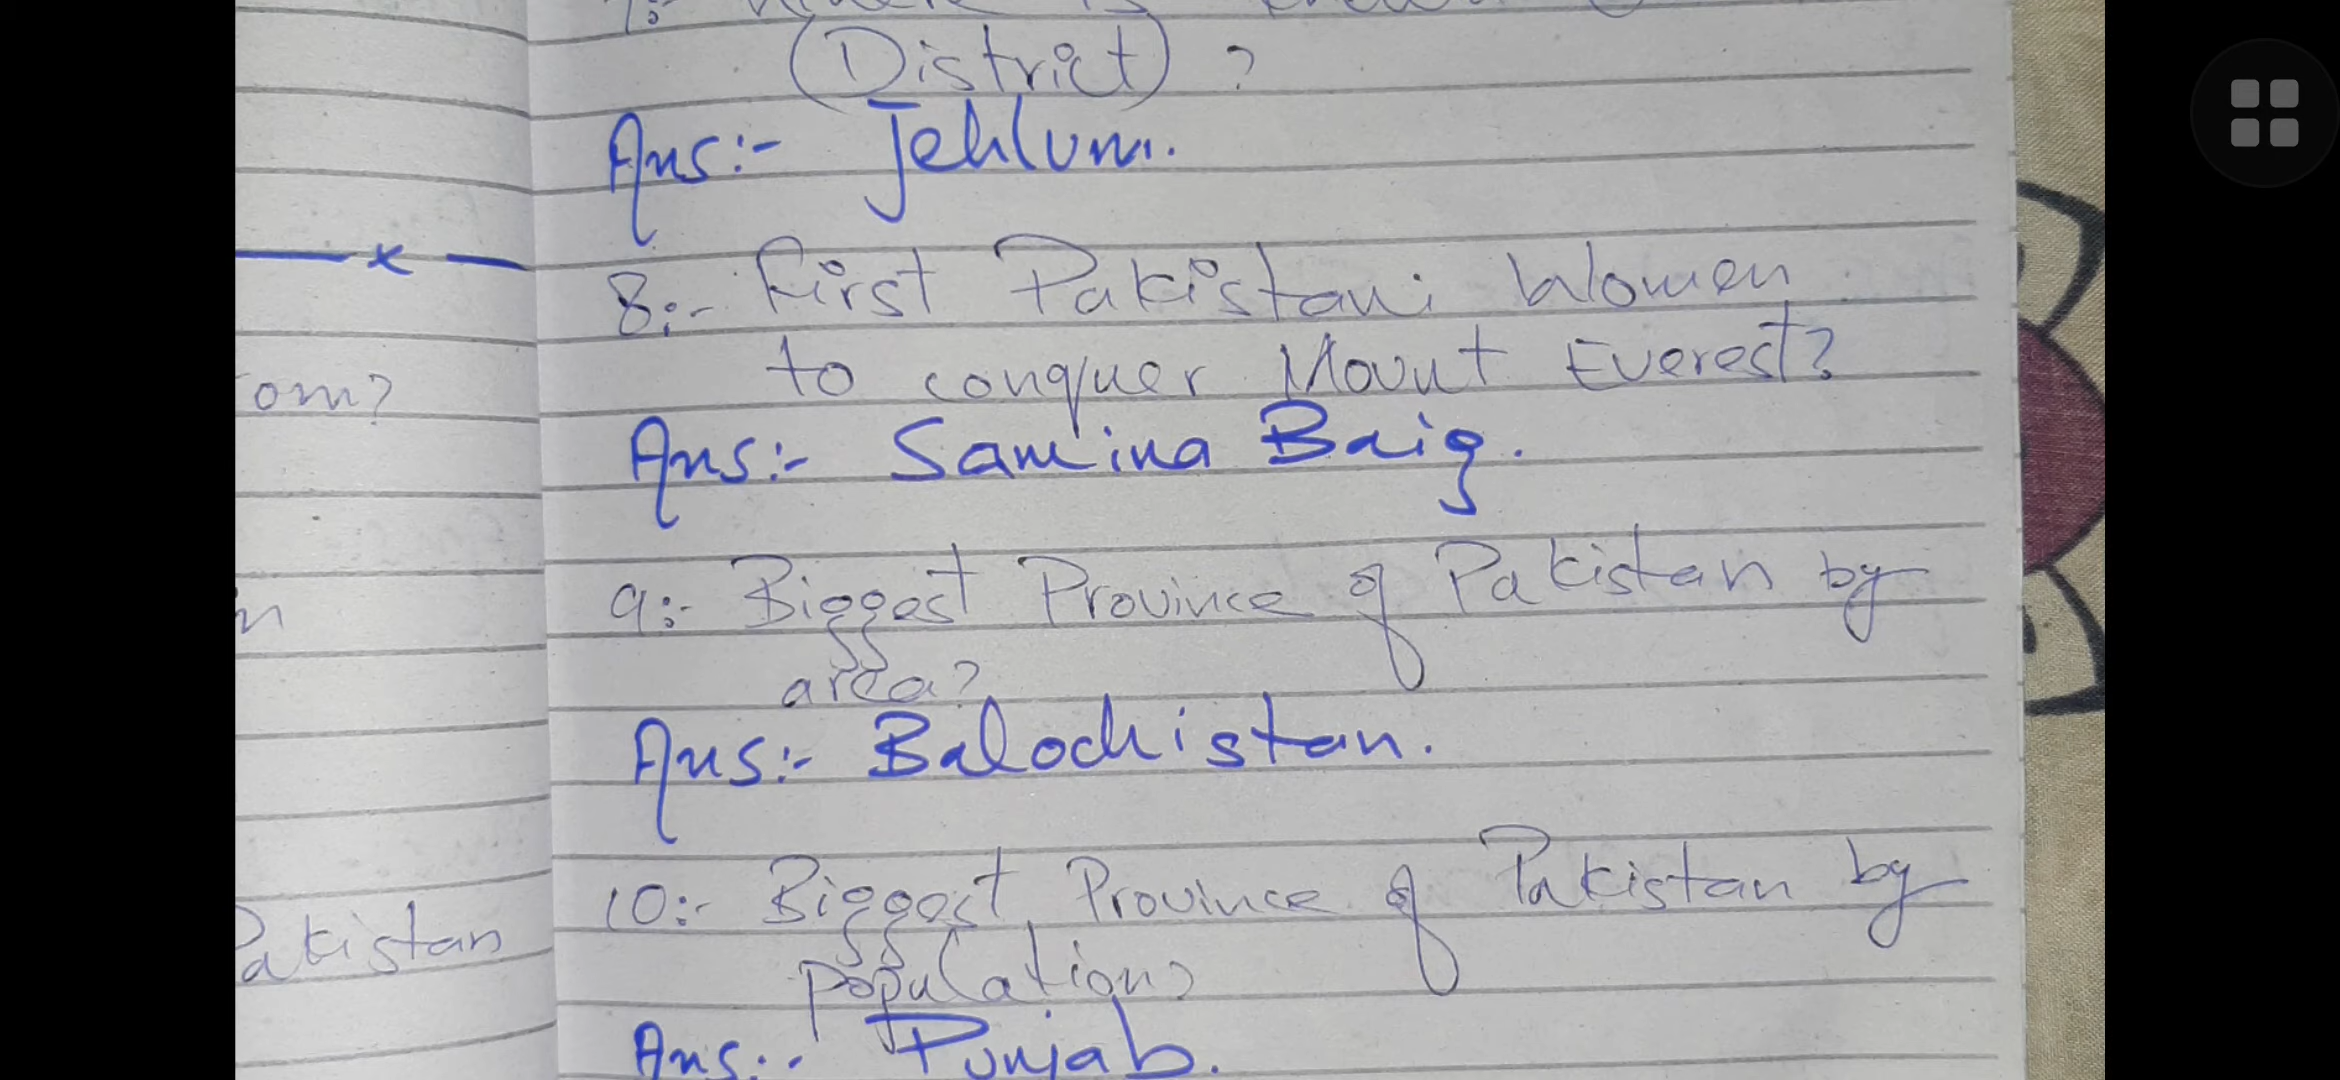 om?
in
Pakistan
(District) ?
Ans:- Jehlum.
8:- First Pakistani Women
to conquer Mount Everest?
Ans:- Samina Baig.
9:- Biggest Province of Pakistan by
area?
Ans:- Balochistan.
10:- Biggest Province of Pakistan by
population?
Ans:- Punjab.